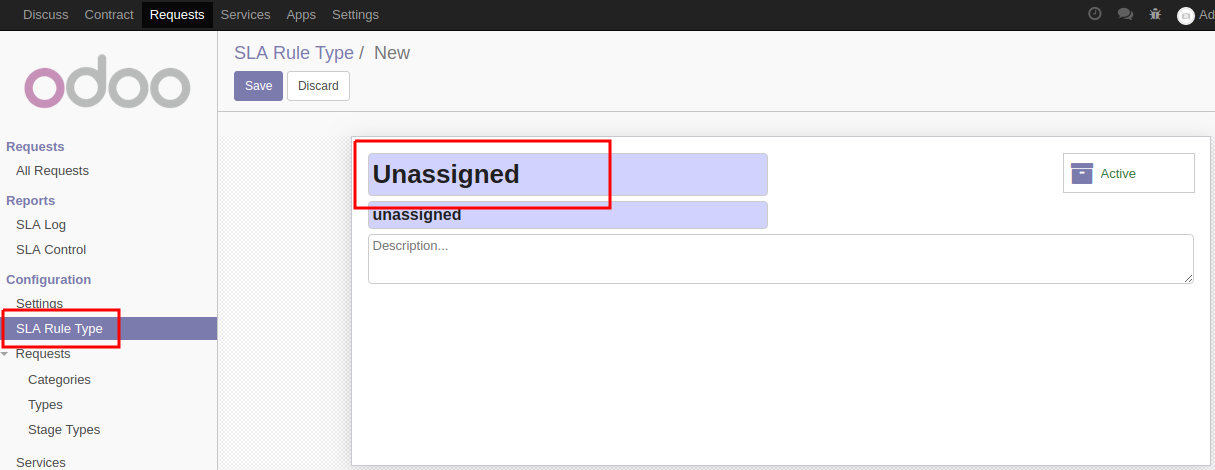 Discuss Contract Requests Services Apps Settings Ad
odoo
SLA Rule Type / New
Save Discard
Requests
All Requests
Reports
SLA Log
SLA Control
Configuration
Settings
SLA Rule Type
Requests
Categories
Types
Stage Types
Services
Unassigned
Active
unassigned
Description...